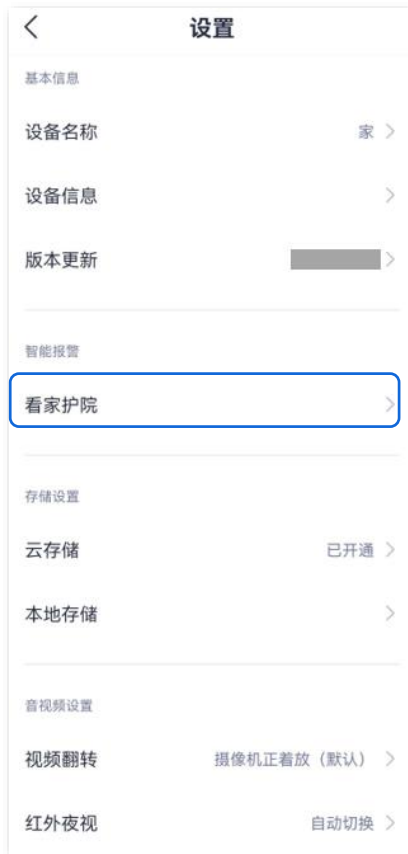 设置
基本信息
设备名称 家
设备信息
版本更新
智能报警
看家护院
存储设置
云存储 已开通
本地存储
音视频设置
视频翻转 摄像机正着放（默认）
红外夜视 自动切换